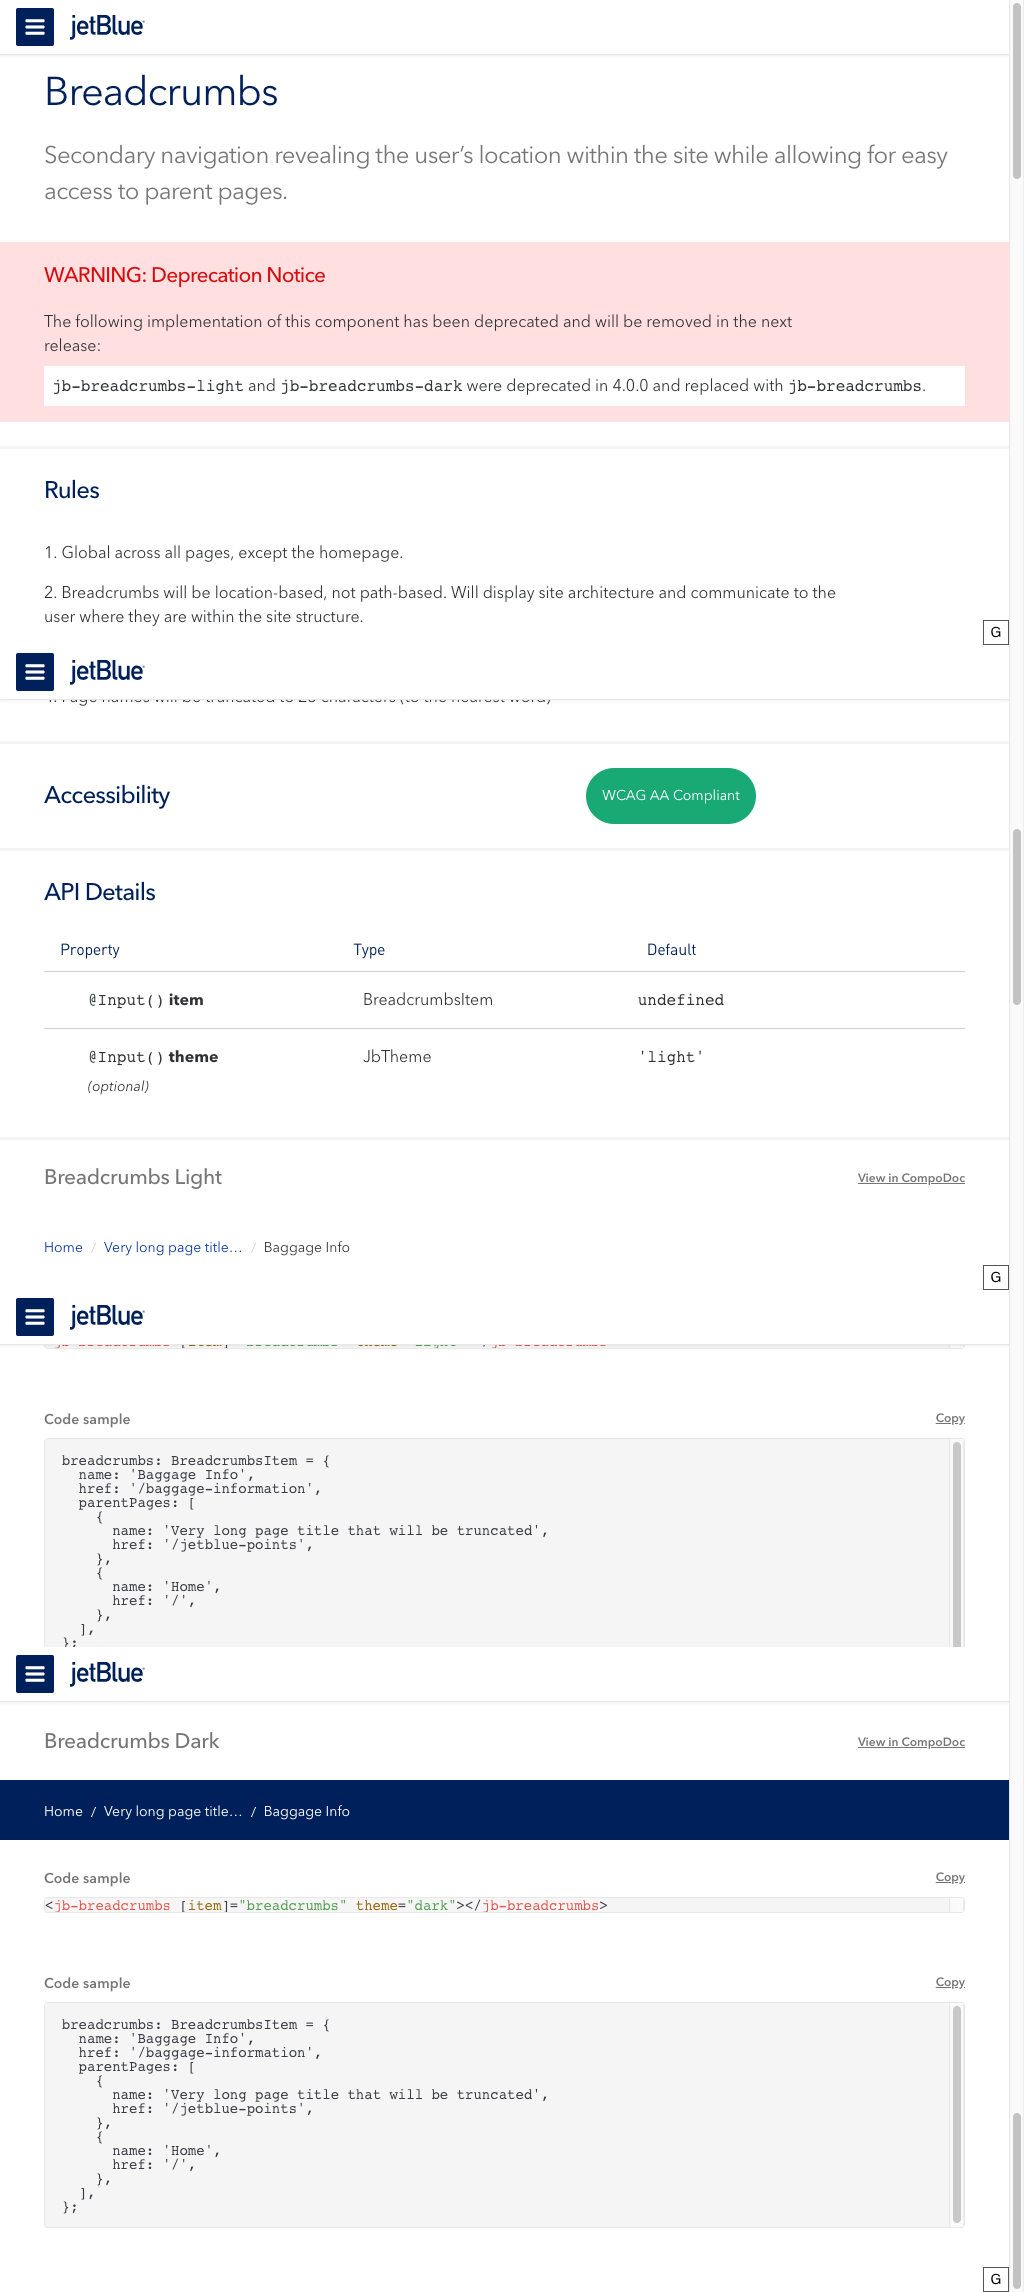 jetBlue
Breadcrumbs
Secondary navigation revealing the user’s location within the site while allowing for easy
access to parent pages.
WARNING: Deprecation Notice
The following implementation of this component has been deprecated and will be removed in the next
release:
jb-breadcrumbs-light and jb-breadcrumbs-dark were deprecated in 4.0.0 and replaced with jb-breadcrumbs.
Rules
1. Global across all pages, except the homepage.
2. Breadcrumbs will be location-based, not path-based. Will display site architecture and communicate to the
user where they are within the site structure.
G
jetBlue
Accessibility
WCAG AA Compliant
API Details
Property Type Default
@Input() item BreadcrumbsItem undefined
@Input() theme JbTheme 'light'
(optional)
Breadcrumbs Light View in CompoDoc
Home / Very long page title... / Baggage Info
G
jetBlue
Code sample Copy
breadcrumbs: BreadcrumbsItem = {
name: 'Baggage Info',
href: '/baggage-information',
parentPages: [
{
name: 'Very long page title that will be truncated',
href: '/jetblue-points',
},
{
name: 'Home',
href: '/',
},
],
};
jetBlue
Breadcrumbs Dark View in CompoDoc
Home / Very long page title... / Baggage Info
Code sample Copy
<jb-breadcrumbs [item]="breadcrumbs" theme="dark"></jb-breadcrumbs>
Code sample Copy
breadcrumbs: BreadcrumbsItem = {
name: 'Baggage Info',
href: '/baggage-information',
parentPages: [
{
name: 'Very long page title that will be truncated',
href: '/jetblue-points',
},
{
name: 'Home',
href: '/',
},
],
};
G